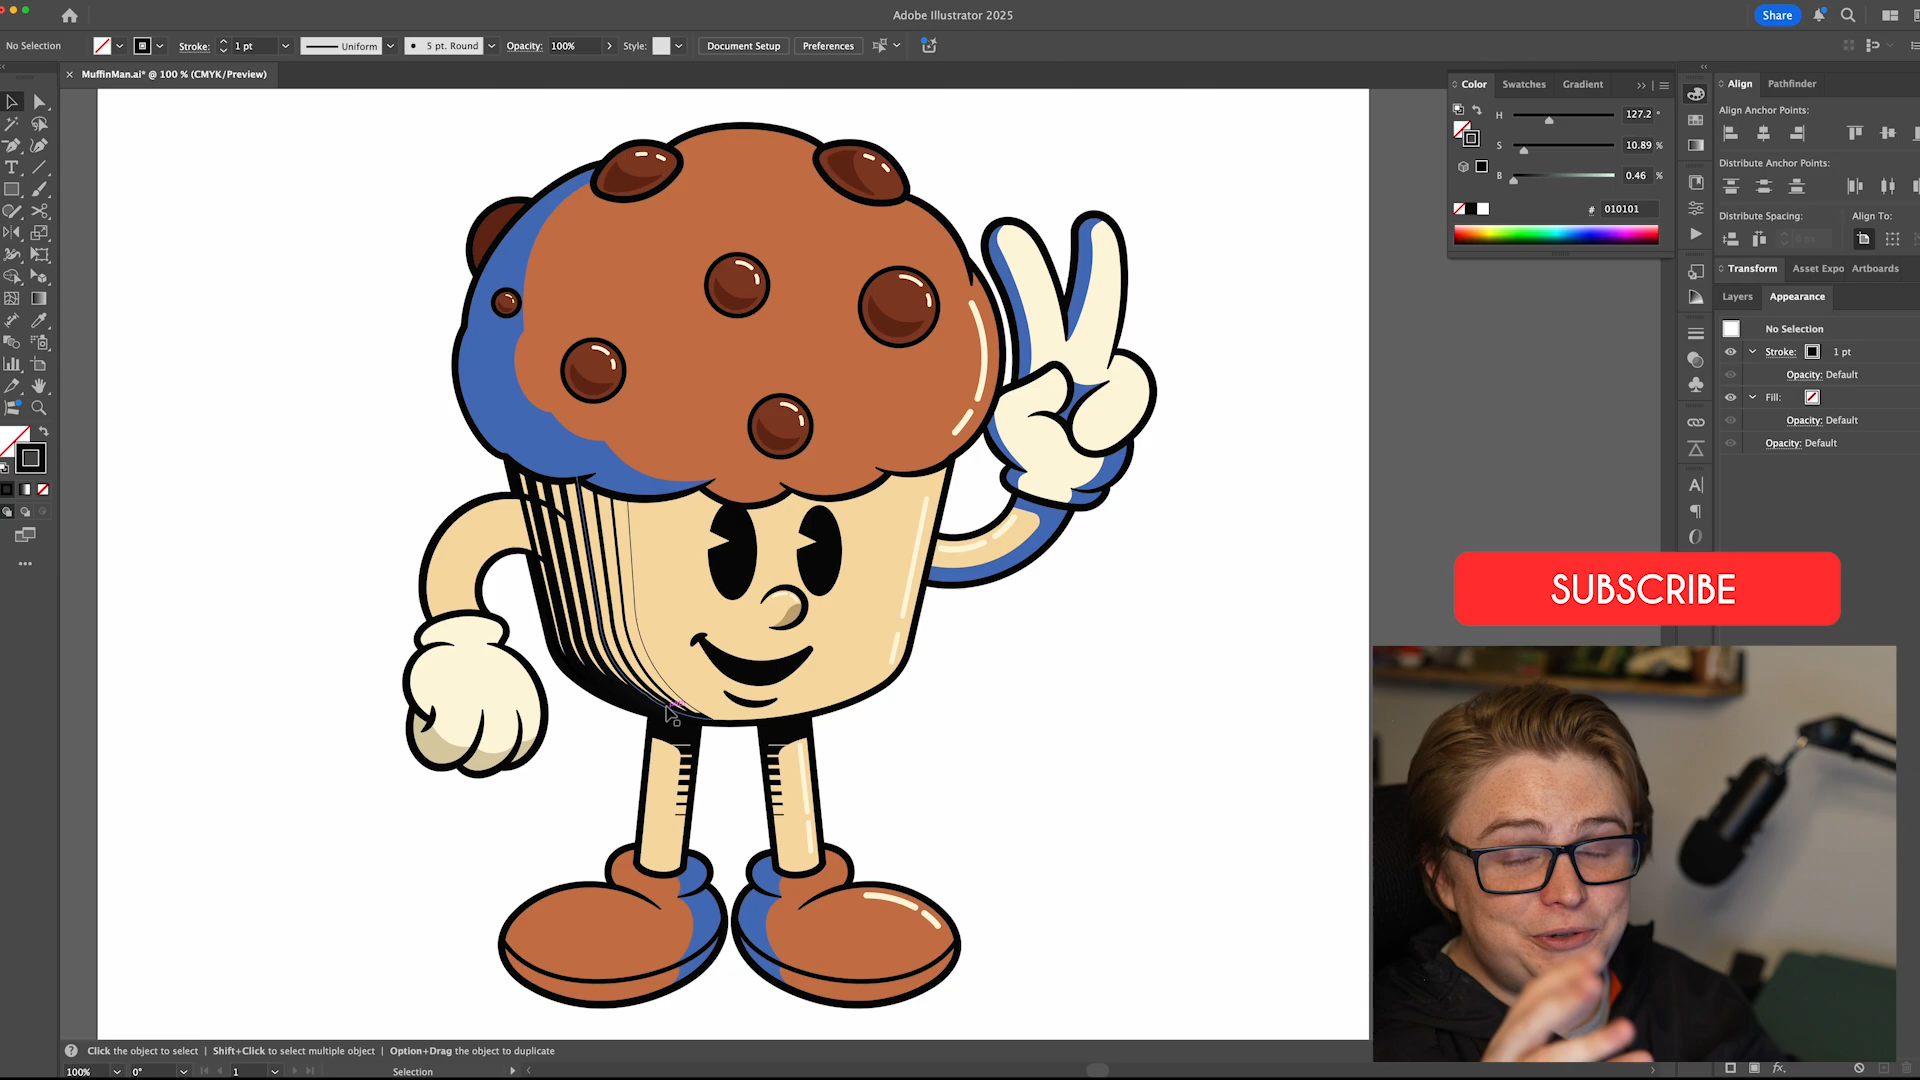 Adobe Illustrator 2025
Share
No Selection
Stroke:
1 pt
Uniform
5 pt. Round
Opacity:
100%
Style:
Document Setup
Preferences
MuffinMan.ai* @ 100 % (CMYK/Preview)
Color
Swatches
Gradient
H
127.2
°
S
10.89
%
B
0.46
%
#
010101
Align
Pathfinder
Align Anchor Points:
Distribute Anchor Points:
Distribute Spacing:
Align To:
0 px
Transform
Asset Expo
Artboards
Layers
Appearance
No Selection
Stroke:
1 pt
Opacity: Default
Fill:
Opacity: Default
Opacity: Default
SUBSCRIBE
Click the object to select | Shift+Click to select multiple object | Option+Drag the object to duplicate
100%
0°
1
Selection
fx